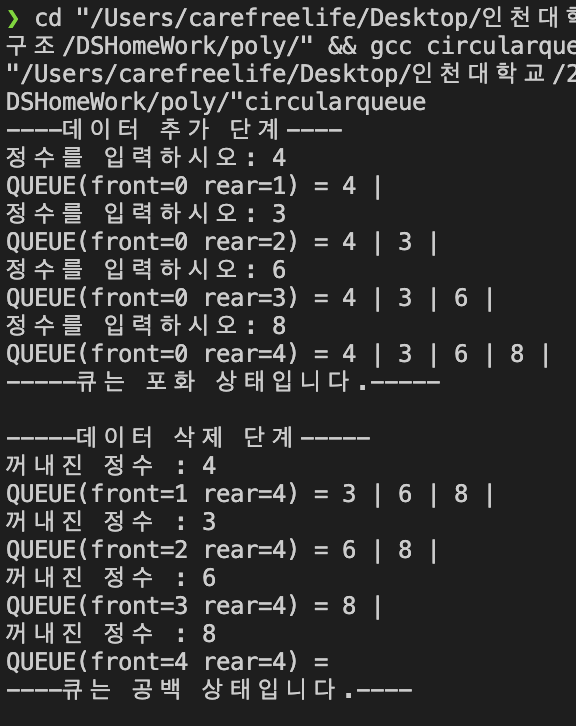 ❯ cd "/Users/carefreelife/Desktop/인천대학
구조/DSHomeWork/poly/" && gcc circularque
"/Users/carefreelife/Desktop/인천대학교/2
DSHomeWork/poly/"circularqueue
----데이터 추가 단계----
정수를 입력하시오: 4
QUEUE(front=0 rear=1) = 4 |
정수를 입력하시오: 3
QUEUE(front=0 rear=2) = 4 | 3 |
정수를 입력하시오: 6
QUEUE(front=0 rear=3) = 4 | 3 | 6 |
정수를 입력하시오: 8
QUEUE(front=0 rear=4) = 4 | 3 | 6 | 8 |
-----큐는 포화 상태입니다.-----
-----데이터 삭제 단계-----
꺼내진 정수 : 4
QUEUE(front=1 rear=4) = 3 | 6 | 8 |
꺼내진 정수 : 3
QUEUE(front=2 rear=4) = 6 | 8 |
꺼내진 정수 : 6
QUEUE(front=3 rear=4) = 8 |
꺼내진 정수 : 8
QUEUE(front=4 rear=4) =
----큐는 공백 상태입니다.----